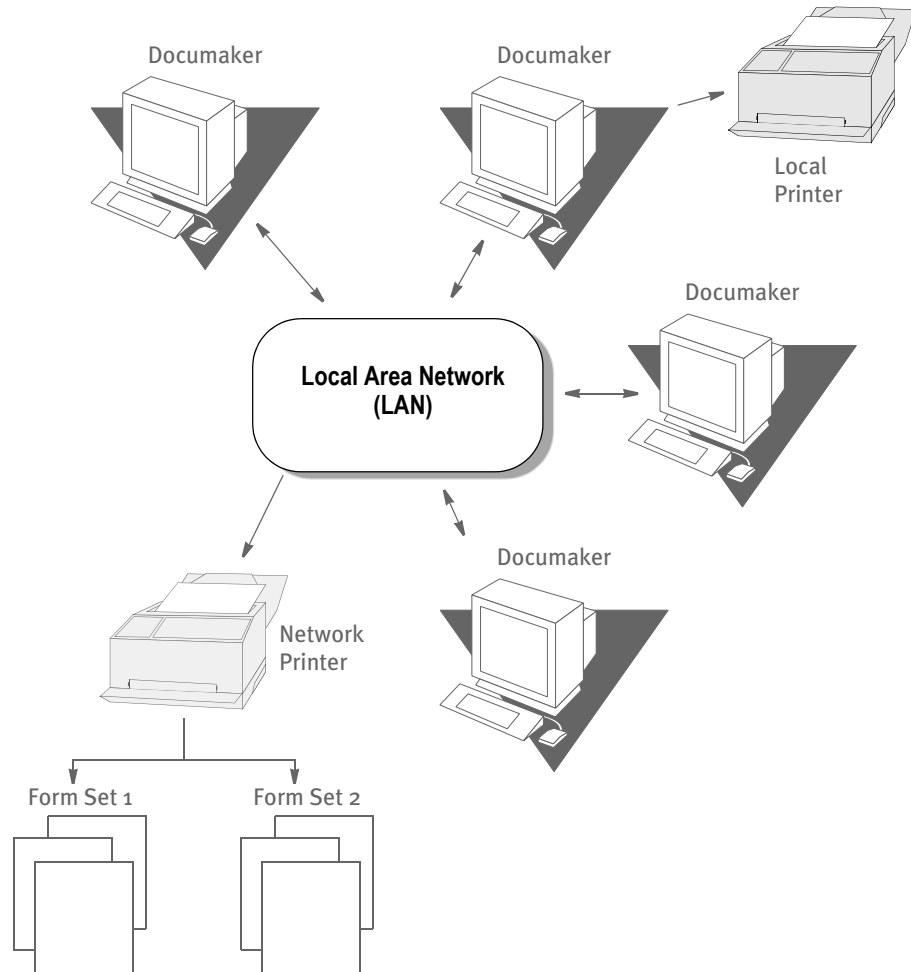 Documaker
Documaker
Local
Printer
Documaker
Local Area Network
(LAN)
Documaker
Network
Printer
Form Set 1
Form Set 2